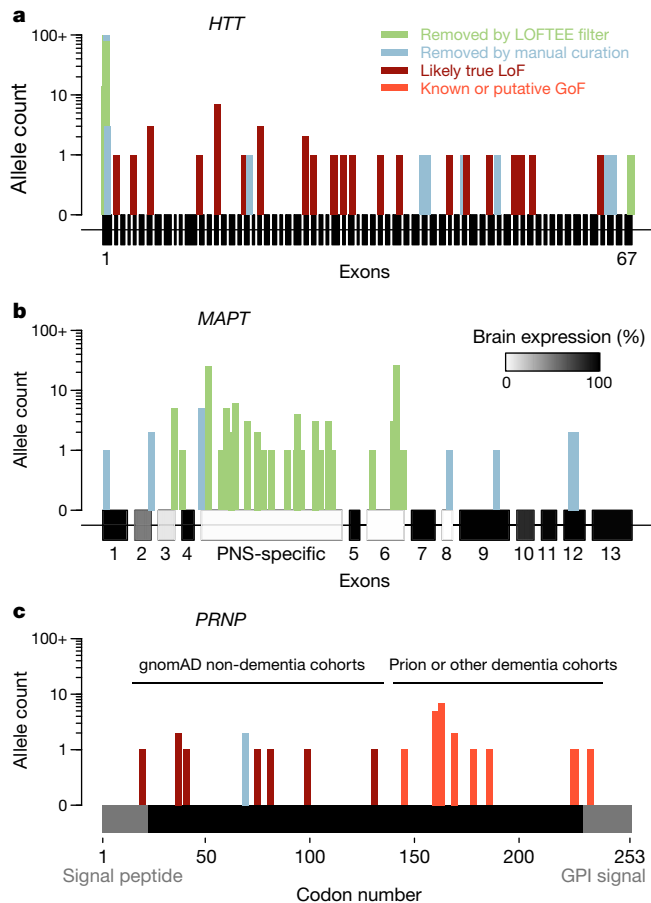 a
HTT
100+
10
1
0
Allele count
Removed by LOFTEE filter
Removed by manual curation
Likely true LoF
Known or putative GoF
1
67
Exons
b
MAPT
100+
10
1
0
Allele count
Brain expression (%)
0 100
1 2 3 4 PNS-specific 5 6 7 8 9 10 11 12 13
Exons
c
PRNP
100+
10
1
0
Allele count
gnomAD non-dementia cohorts
Prion or other dementia cohorts
1 50 100 150 200 253
Signal peptide
GPI signal
Codon number